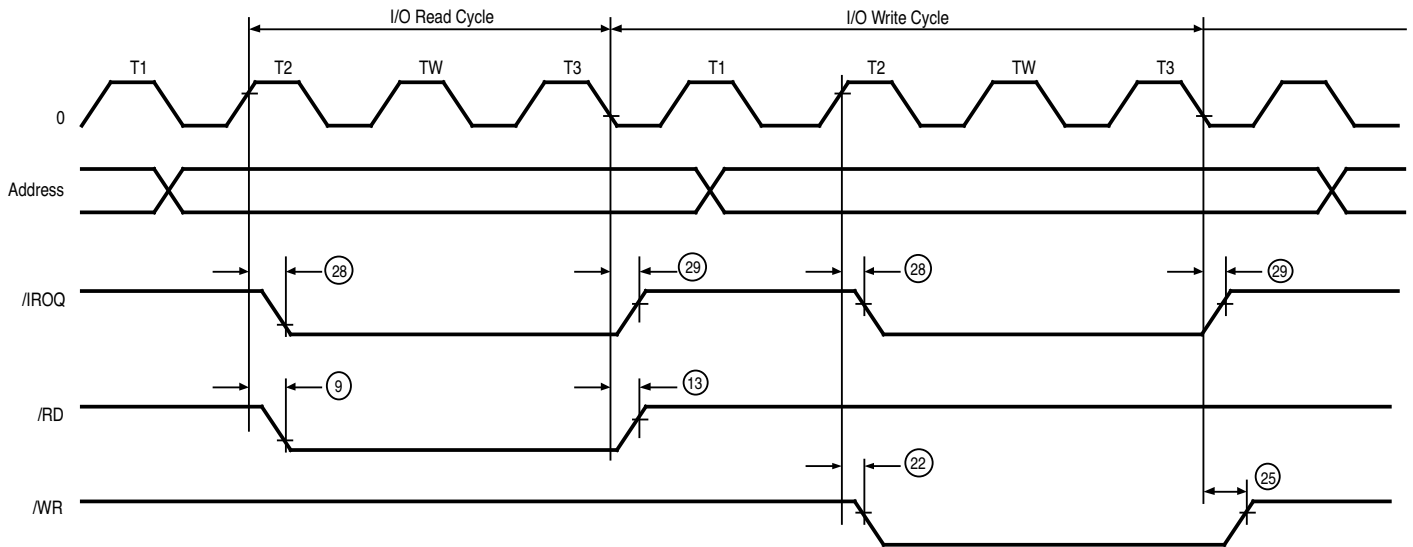 I/O Read Cycle I/O Write Cycle
T1 T2 TW T3 T1 T2 TW T3
0
Address
28 29 28 29
/IROQ
9 13
/RD
22 25
/WR